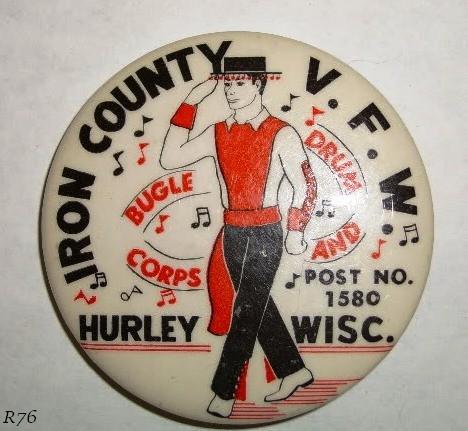 IRON COUNTY V.F.W.
DRUM
AND
BUGLE
CORPS
POST NO.
1580
HURLEY WISC.
R76